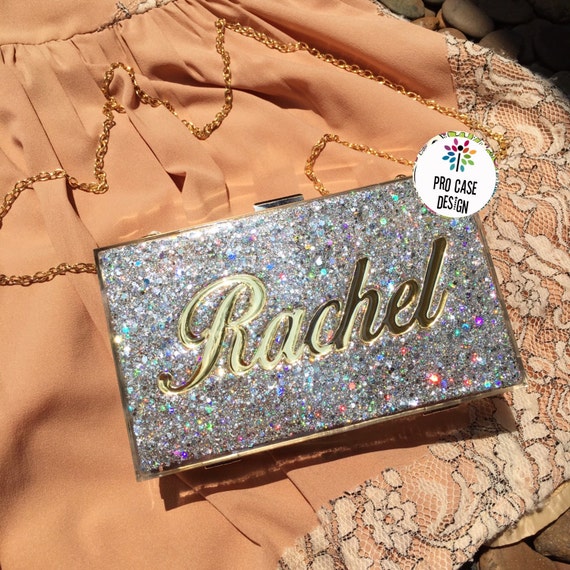 PRO CASE
DESiGN
Rachel